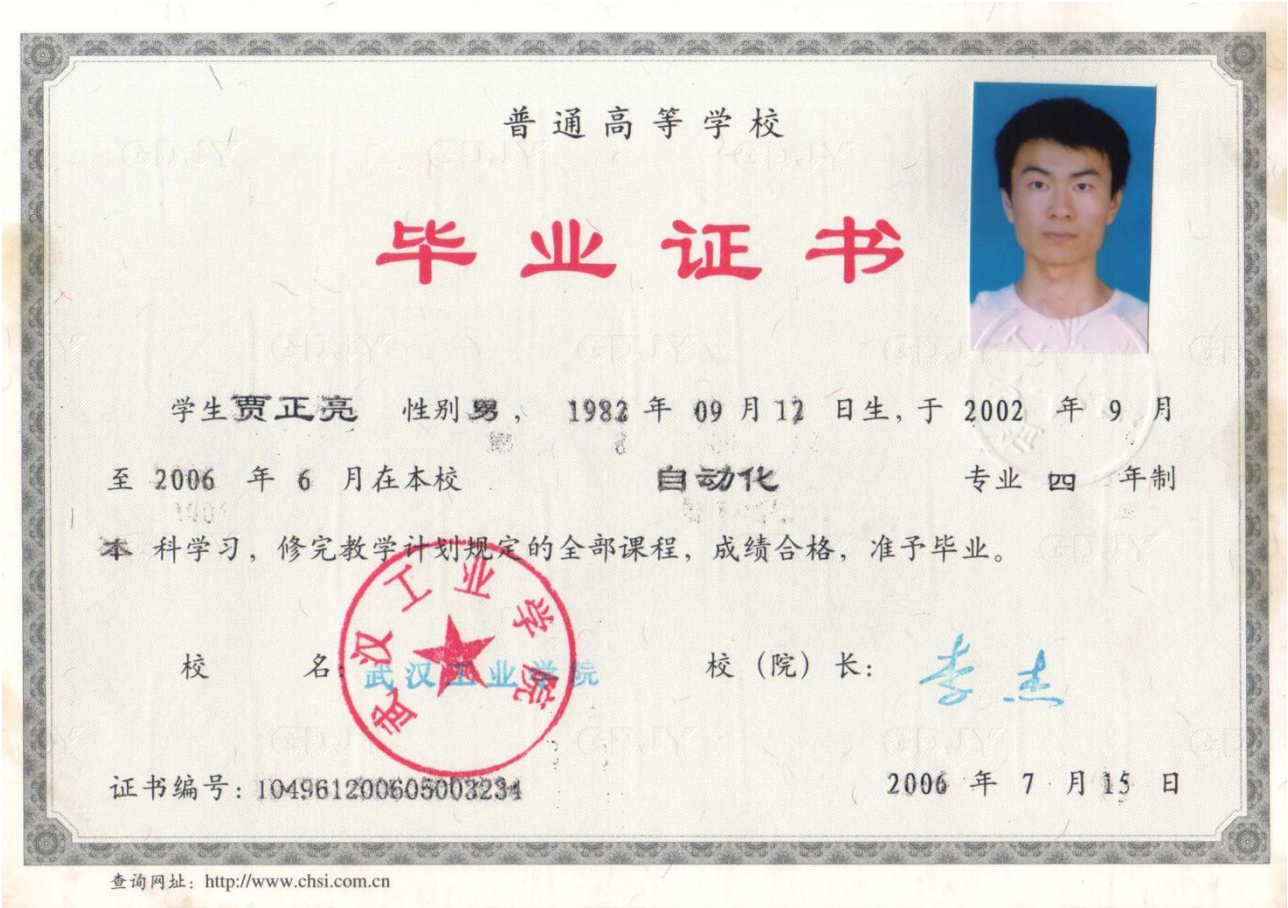 普通高等学校
毕业证书
学生贾正亮 性别男, 1982 年 09 月 12 日生,于 2002 年 9 月
至 2006 年 6 月在本校 自动化 专业 四 年制
本 科学习,修完教学计划规定的全部课程,成绩合格,准予毕业。
武汉工业学院
校 名:武汉工业学院 校(院)长:李杰
证书编号:104961200605003234 2006 年 7 月 15 日
查询网址:http://www.chsi.com.cn